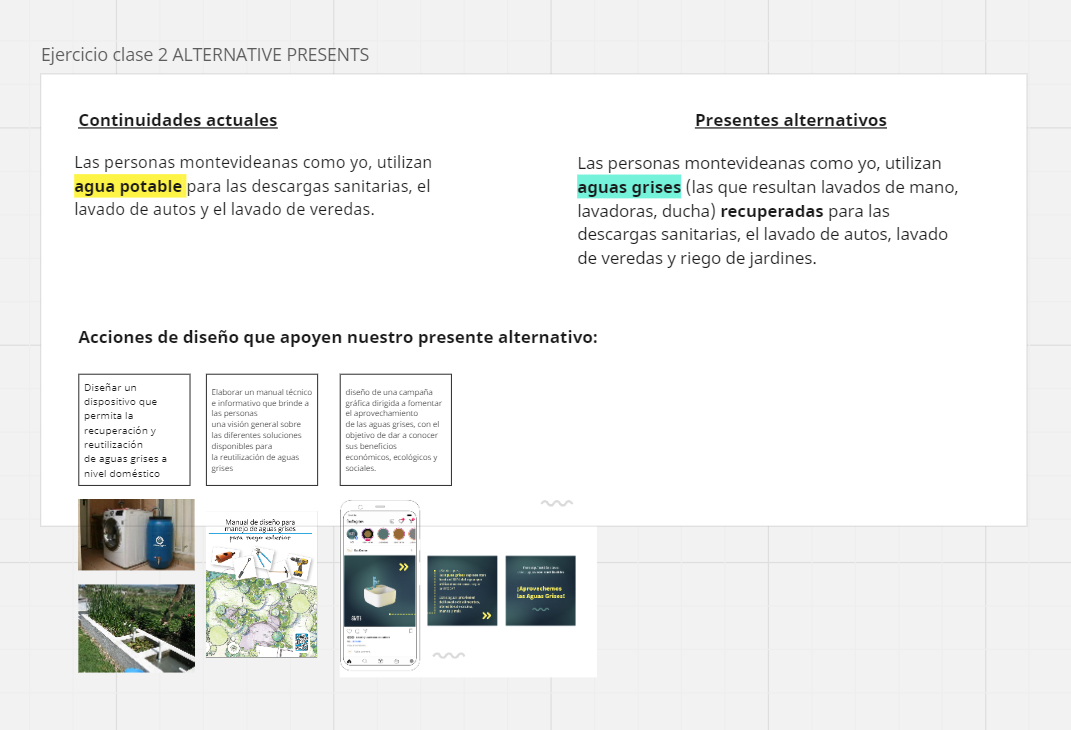 Ejercicio clase 2 ALTERNATIVE PRESENTS
Continuidades actuales
Las personas montevideanas como yo, utilizan
agua potable para las descargas sanitarias, el
lavado de autos y el lavado de veredas.
Presentes alternativos
Las personas montevideanas como yo, utilizan
aguas grises (las que resultan lavados de mano,
lavadoras, ducha) recuperadas para las
descargas sanitarias, el lavado de autos, lavado
de veredas y riego de jardines.
Acciones de diseño que apoyen nuestro presente alternativo:
Diseñar un
dispositivo que
permita la
recuperación y
reutilización
de aguas grises a
nivel doméstico
Elaborar un manual técnico
e informativo que brinde a
las personas
una visión general sobre
las diferentes soluciones
disponibles para
la reutilización de aguas
grises
diseño de una campaña
gráfica dirigida a fomentar
el aprovechamiento
de las aguas grises, con el
objetivo de dar a conocer
sus beneficios
económicos, ecológicos y
sociales.
Manual de diseño para
manejo de aguas grises
para riego exterior
Instagram
¡Aprovechemos
las Aguas Grises!